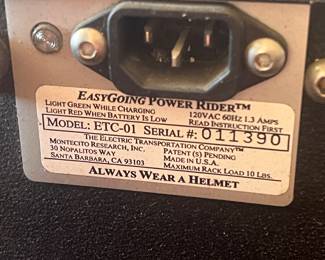 EASYGOING POWER RIDER™
LIGHT GREEN WHILE CHARGING 120VAC 60HZ 1.3 AMPS
LIGHT RED WHEN BATTERY IS LOW READ INSTRUCTION FIRST
MODEL: ETC-01 SERIAL #: 011390
THE ELECTRIC TRANSPORTATION COMPANY™
MONTECITO RESEARCH, INC. PATENT(S) PENDING
30 NOPALITOS WAY MADE IN U.S.A.
SANTA BARBARA, CA 93103 MAXIMUM RACK LOAD 10 LBS.
ALWAYS WEAR A HELMET